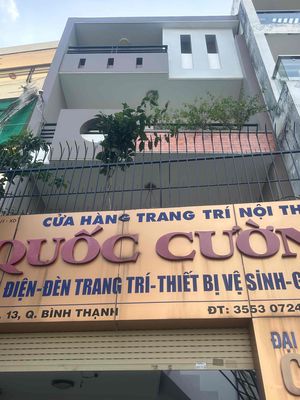 CỬA HÀNG TRANG TRÍ NỘI TH
QUỐC CƯỜN
ĐIỆN-ĐÈN TRANG TRÍ-THIẾT BỊ VỆ SINH-G
. 13, Q. BÌNH THẠNH ĐT: 3553 0724
ĐẠI
C